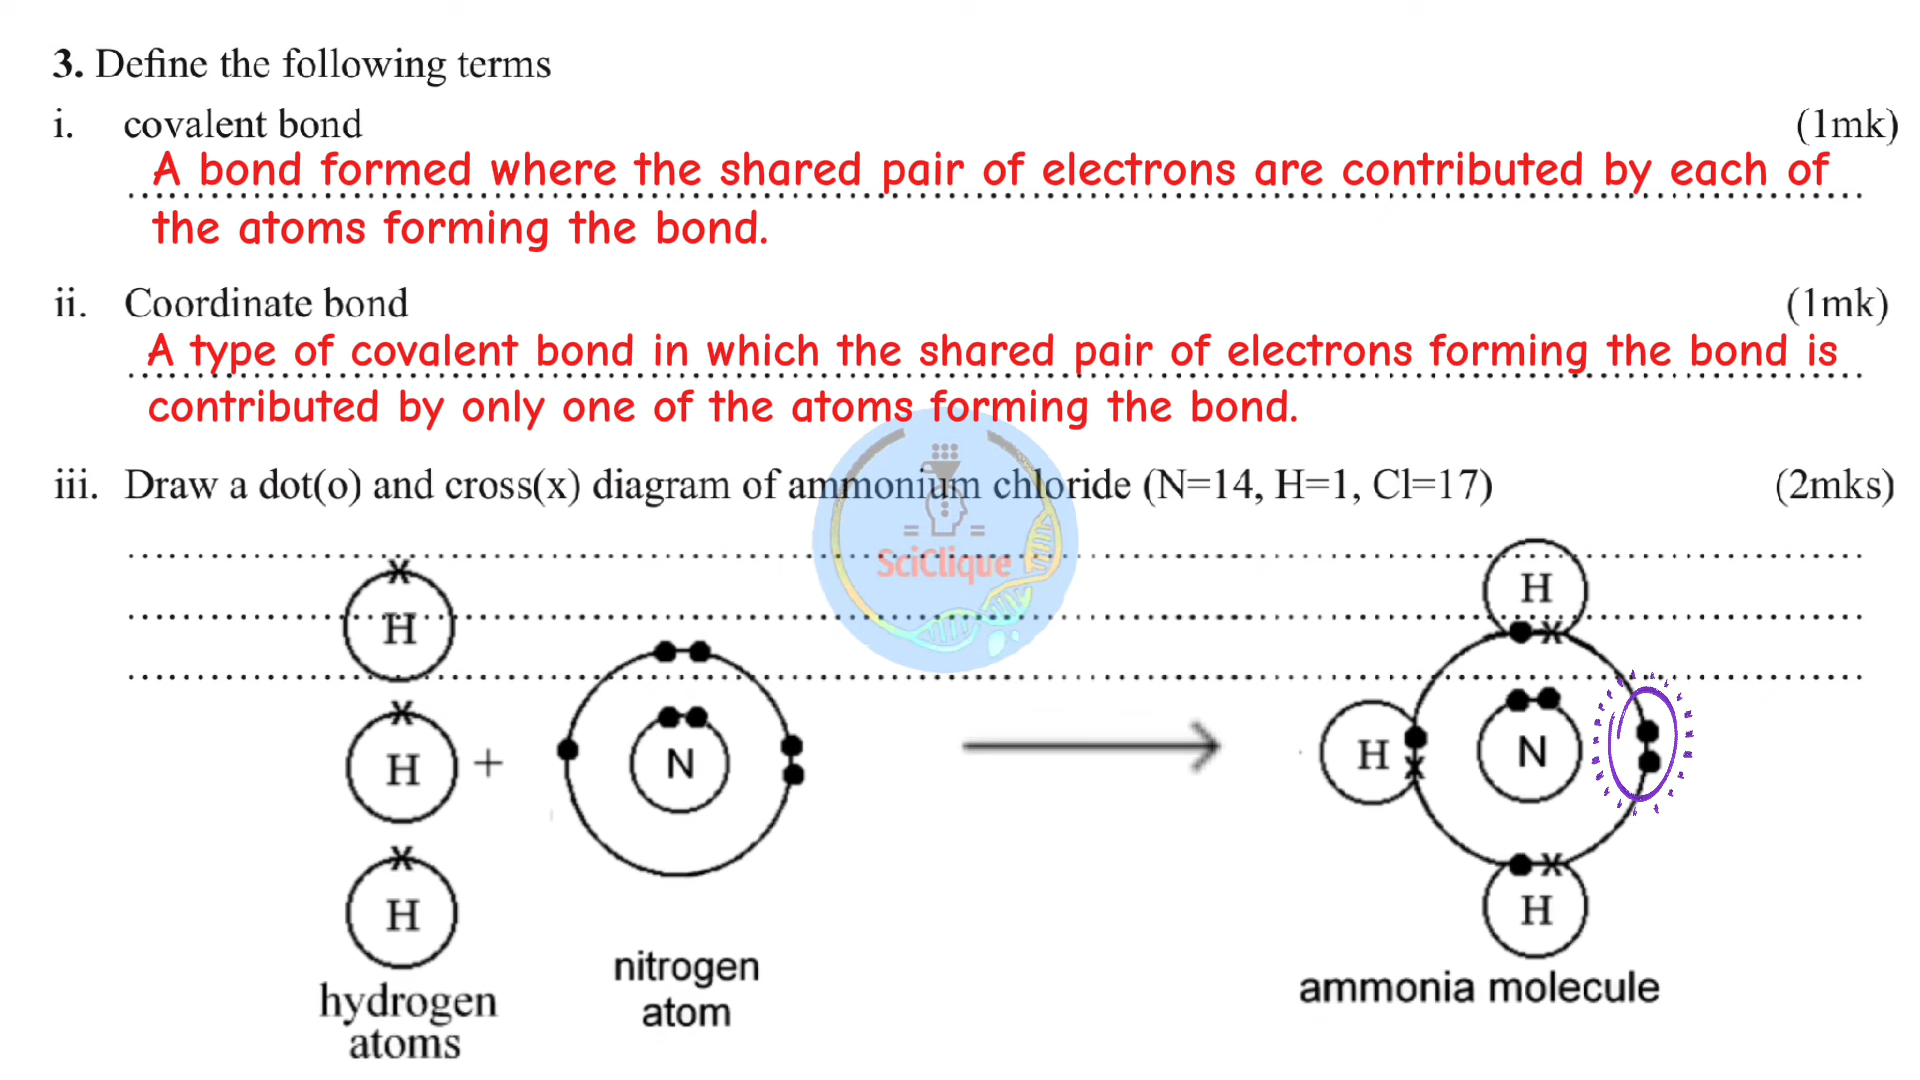 3. Define the following terms
i. covalent bond (1mk)
A bond formed where the shared pair of electrons are contributed by each of
the atoms forming the bond.
ii. Coordinate bond (1mk)
A type of covalent bond in which the shared pair of electrons forming the bond is
contributed by only one of the atoms forming the bond.
iii. Draw a dot(o) and cross(x) diagram of ammonium chloride (N=14, H=1, Cl=17) (2mks)
SciClique
H
H
H
+
N
H
H
N
H
hydrogen
atoms
nitrogen
atom
ammonia molecule